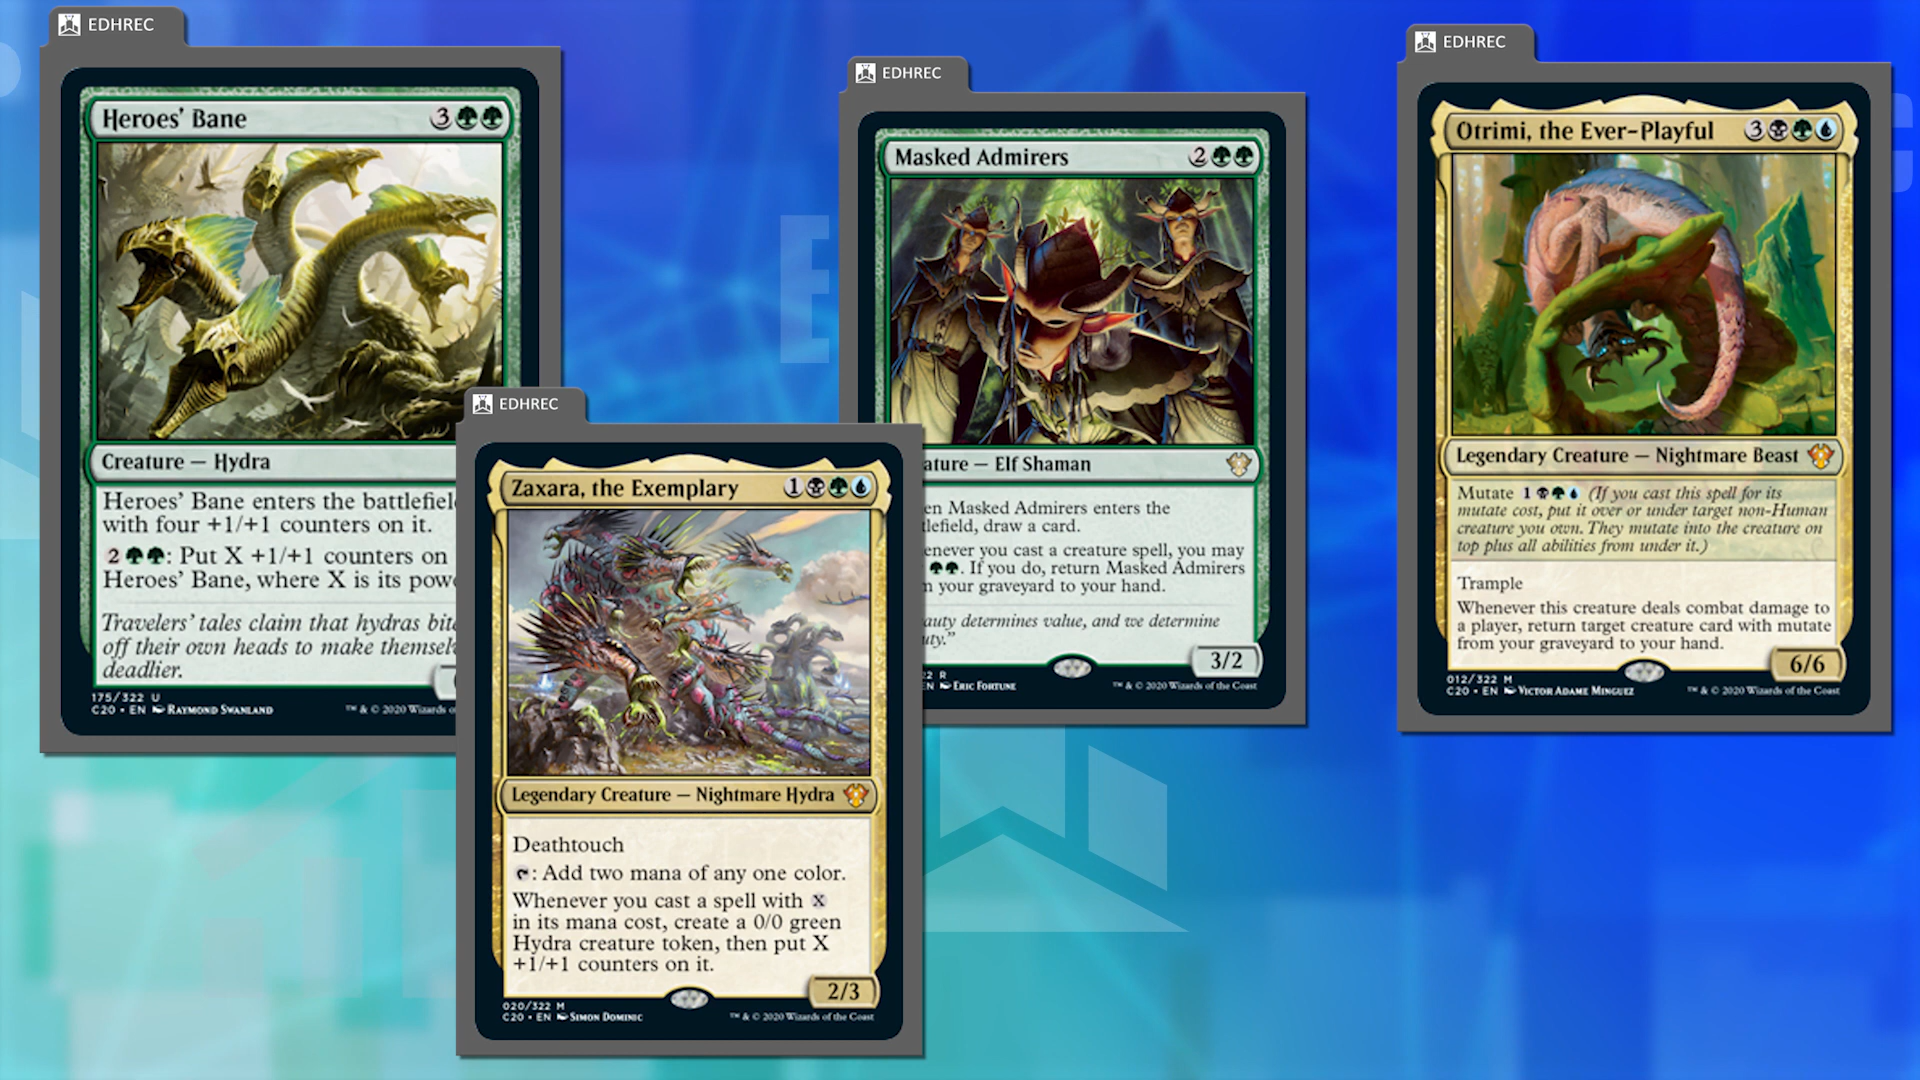 EDHREC
Heroes' Bane 3
Creature — Hydra
Heroes' Bane enters the
with four +1/+1 counters on it.
2 : Put X +1/+1 counters on
Heroes' Bane, where X is its
Travelers' tales claim that hydras
off their own heads to make
deadlier.
175/322 U
C20 • EN RAYMOND SWANLAND
™ & © 2020 Wizards
EDHREC
Zaxara, the Exemplary 1
Legendary Creature — Nightmare Hydra
Deathtouch
: Add two mana of any one color.
Whenever you cast a spell with X
in its mana cost, create a 0/0 green
Hydra creature token, then put X
+1/+1 counters on it.
2/3
020/322 M
C20 • EN SIMON DOMINIC
™ & © 2020 Wizards of the Coast
EDHREC
Masked Admirers 2
— Elf Shaman
Masked Admirers enters the
draw a card.
you cast a creature spell, you may
. If you do, return Masked Admirers
your graveyard to your hand.
determines value, and we determine
3/2
R
ERIC FORTUNE
™ & © 2020 Wizards of the Coast
EDHREC
Otrimi, the Ever-Playful 3
Legendary Creature — Nightmare Beast
Mutate 1 (If you cast this spell for its
mutate cost, put it over or under target non-Human
creature you own. They mutate into the creature on
top plus all abilities from under it.)
Trample
Whenever this creature deals combat damage to
a player, return target creature card with mutate
from your graveyard to your hand.
6/6
012/322 M
C20 • EN VICTOR ADAME MINGUEZ
™ & © 2020 Wizards of the Coast